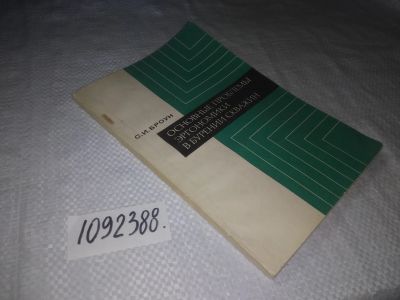 С.И.БРОУН
ОСНОВНЫЕ ПРОБЛЕМЫ
ЭРГОНОМИКИ
В БУРЕНИИ СКВАЖИН
1092388.